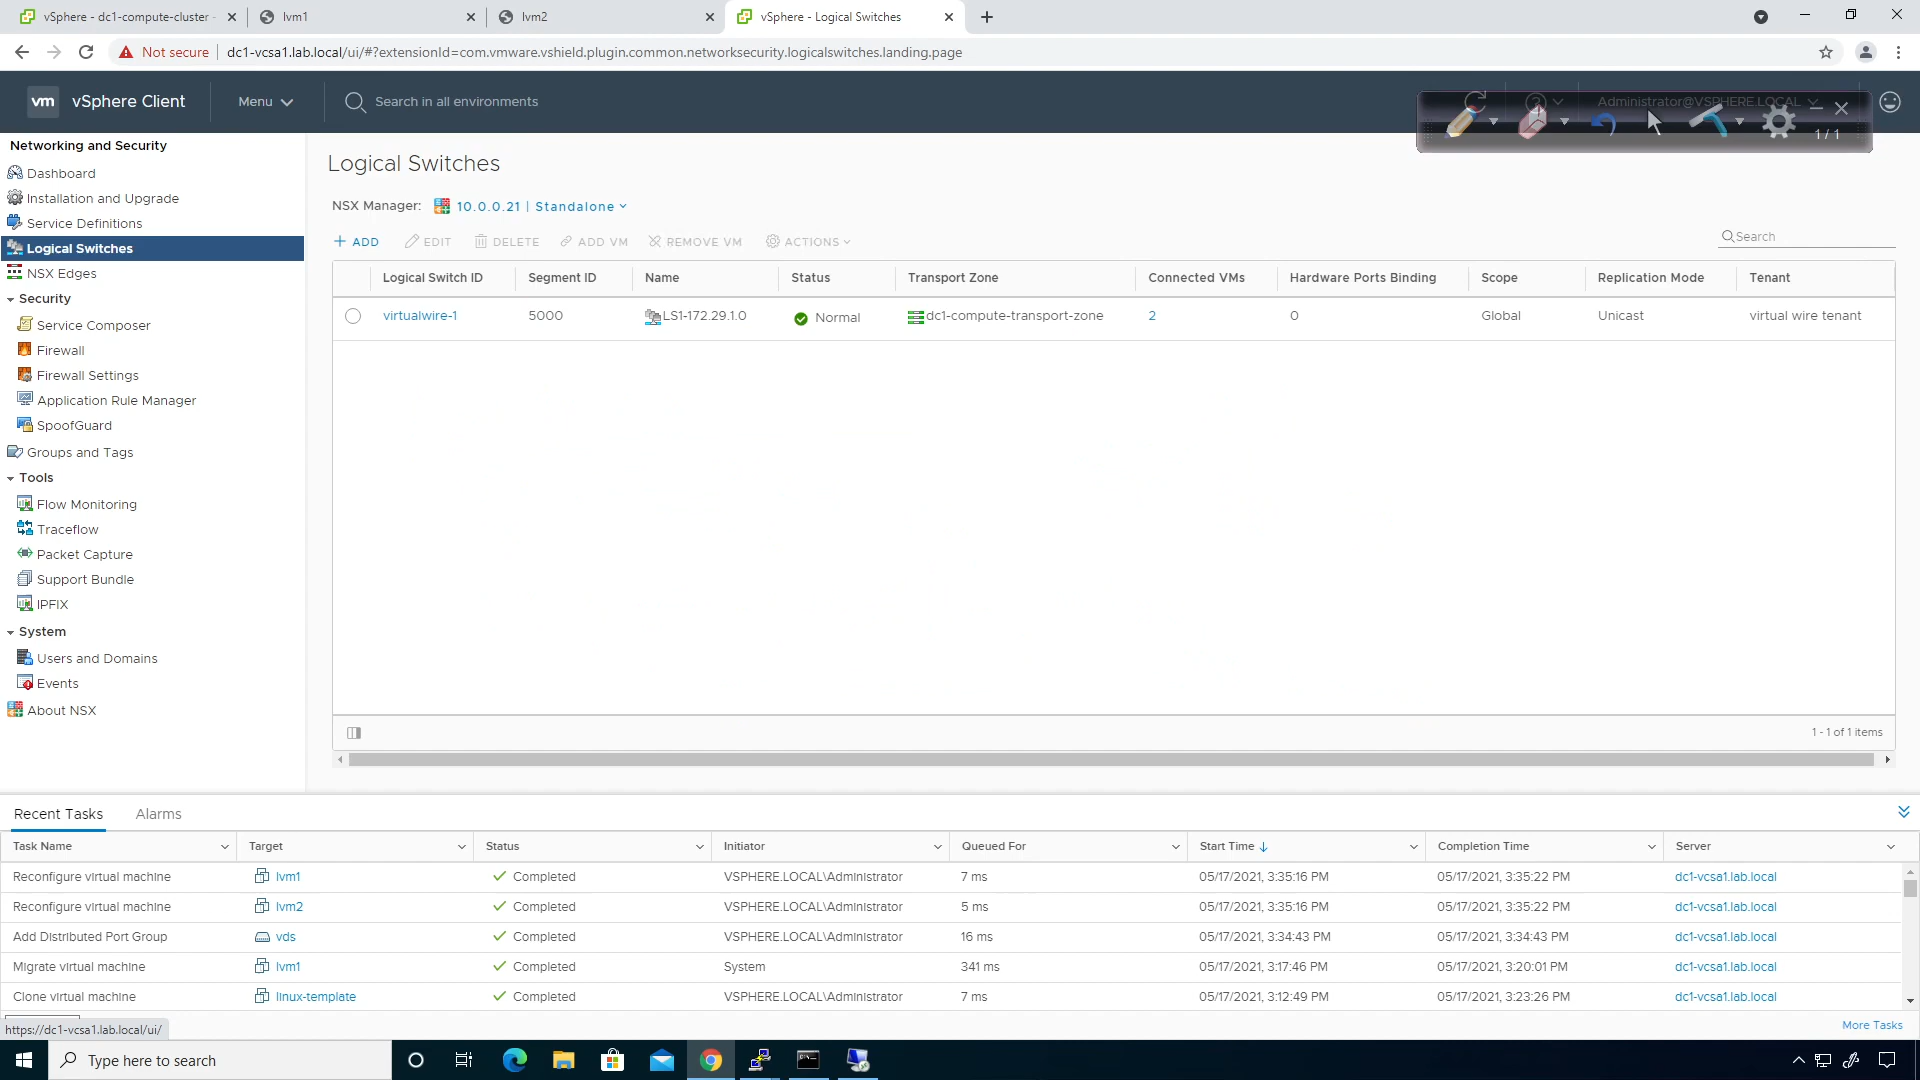 vSphere - dc1-compute-cluster -
lvm1
lvm2
vSphere - Logical Switches
Not secure
dc1-vcsa1.lab.local/ui/#?extensionId=com.vmware.vshield.plugin.common.networksecurity.logicalswitches.landing.page
vm vSphere Client
Menu
Search in all environments
Administrator@VSPHERE.LOCAL
1 / 1
Networking and Security
Dashboard
Installation and Upgrade
Service Definitions
Logical Switches
NSX Edges
Security
Service Composer
Firewall
Firewall Settings
Application Rule Manager
SpoofGuard
Groups and Tags
Tools
Flow Monitoring
Traceflow
Packet Capture
Support Bundle
IPFIX
System
Users and Domains
Events
About NSX
Logical Switches
NSX Manager: 10.0.0.21 | Standalone
+ ADD EDIT DELETE ADD VM REMOVE VM ACTIONS
Search
Logical Switch ID Segment ID Name Status Transport Zone Connected VMs Hardware Ports Binding Scope Replication Mode Tenant
virtualwire-1 5000 LS1-172.29.1.0 Normal dc1-compute-transport-zone 2 0 Global Unicast virtual wire tenant
1 - 1 of 1 items
Recent Tasks Alarms
Task Name Target Status Initiator Queued For Start Time Completion Time Server
Reconfigure virtual machine lvm1 Completed VSPHERE.LOCAL\Administrator 7 ms 05/17/2021, 3:35:16 PM 05/17/2021, 3:35:22 PM dc1-vcsa1.lab.local
Reconfigure virtual machine lvm2 Completed VSPHERE.LOCAL\Administrator 5 ms 05/17/2021, 3:35:16 PM 05/17/2021, 3:35:22 PM dc1-vcsa1.lab.local
Add Distributed Port Group vds Completed VSPHERE.LOCAL\Administrator 16 ms 05/17/2021, 3:34:43 PM 05/17/2021, 3:34:43 PM dc1-vcsa1.lab.local
Migrate virtual machine lvm1 Completed System 341 ms 05/17/2021, 3:17:46 PM 05/17/2021, 3:20:01 PM dc1-vcsa1.lab.local
Clone virtual machine linux-template Completed VSPHERE.LOCAL\Administrator 7 ms 05/17/2021, 3:12:49 PM 05/17/2021, 3:23:26 PM dc1-vcsa1.lab.local
More Tasks
https://dc1-vcsa1.lab.local/ui/
Type here to search